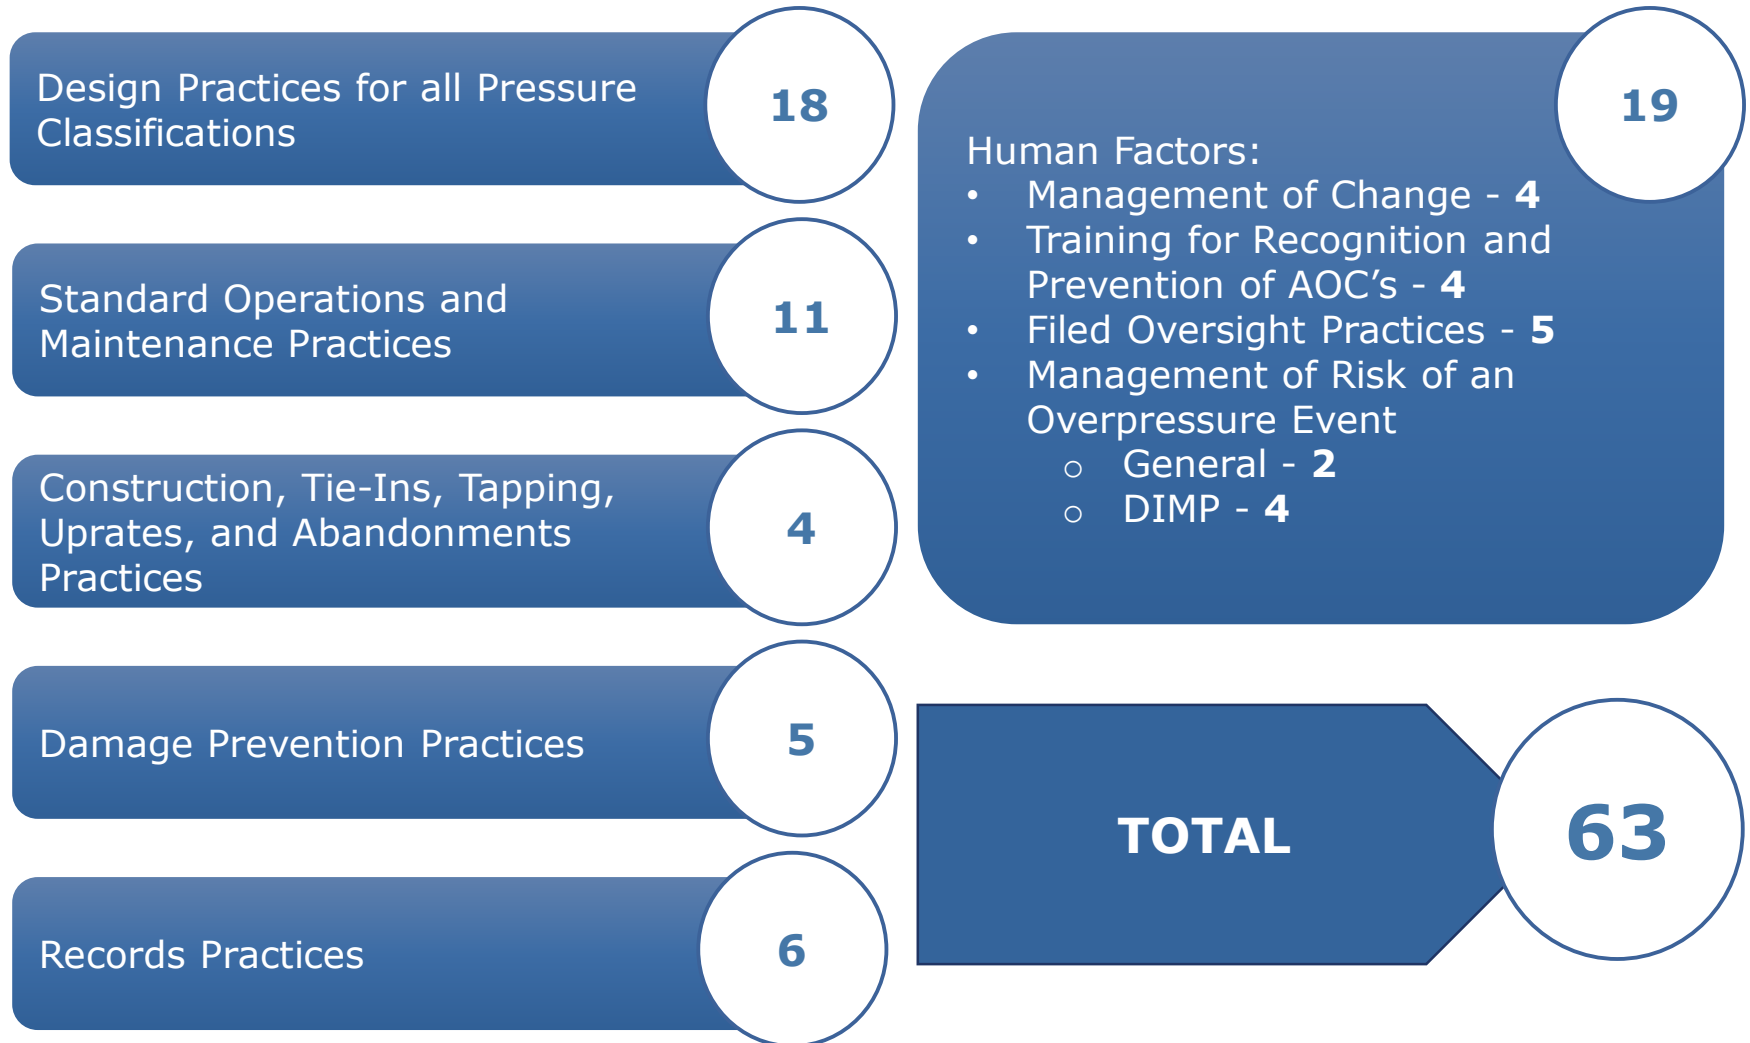 Design Practices for all Pressure
Classifications
18
Standard Operations and
Maintenance Practices
11
Construction, Tie-Ins, Tapping,
Uprates, and Abandonments
Practices
4
Damage Prevention Practices
5
Records Practices
6
19
Human Factors:
• Management of Change - 4
• Training for Recognition and
Prevention of AOC’s - 4
• Filed Oversight Practices - 5
• Management of Risk of an
Overpressure Event
o General - 2
o DIMP - 4
TOTAL
63